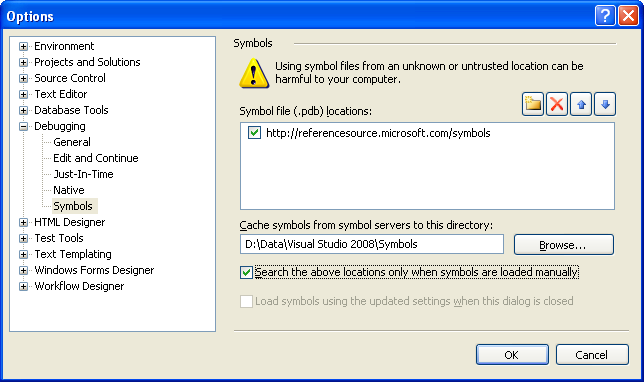 Options
Environment
Projects and Solutions
Source Control
Text Editor
Database Tools
Debugging
General
Edit and Continue
Just-In-Time
Native
Symbols
HTML Designer
Test Tools
Text Templating
Windows Forms Designer
Workflow Designer
Symbols
Using symbol files from an unknown or untrusted location can be
harmful to your computer.
Symbol file (.pdb) locations:
http://referencesource.microsoft.com/symbols
Cache symbols from symbol servers to this directory:
D:\Data\Visual Studio 2008\Symbols
Browse...
Search the above locations only when symbols are loaded manually
Load symbols using the updated settings when this dialog is closed
OK
Cancel